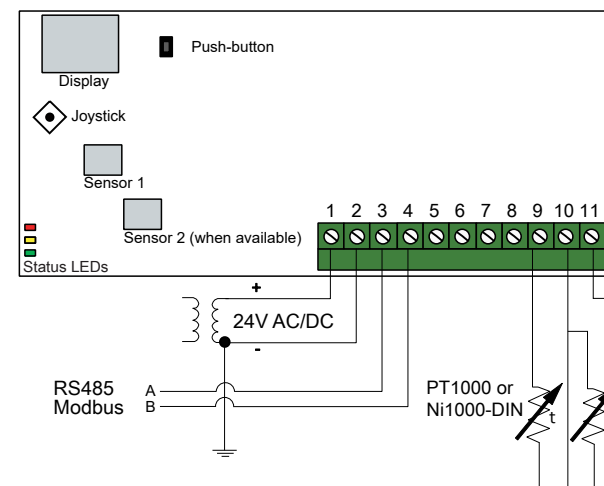 Push-button
Display
Joystick
Sensor 1
Sensor 2 (when available)
Status LEDs
1 2 3 4 5 6 7 8 9 10 11
+
24V AC/DC
-
RS485
Modbus
A
B
PT1000 or
Ni1000-DIN
t